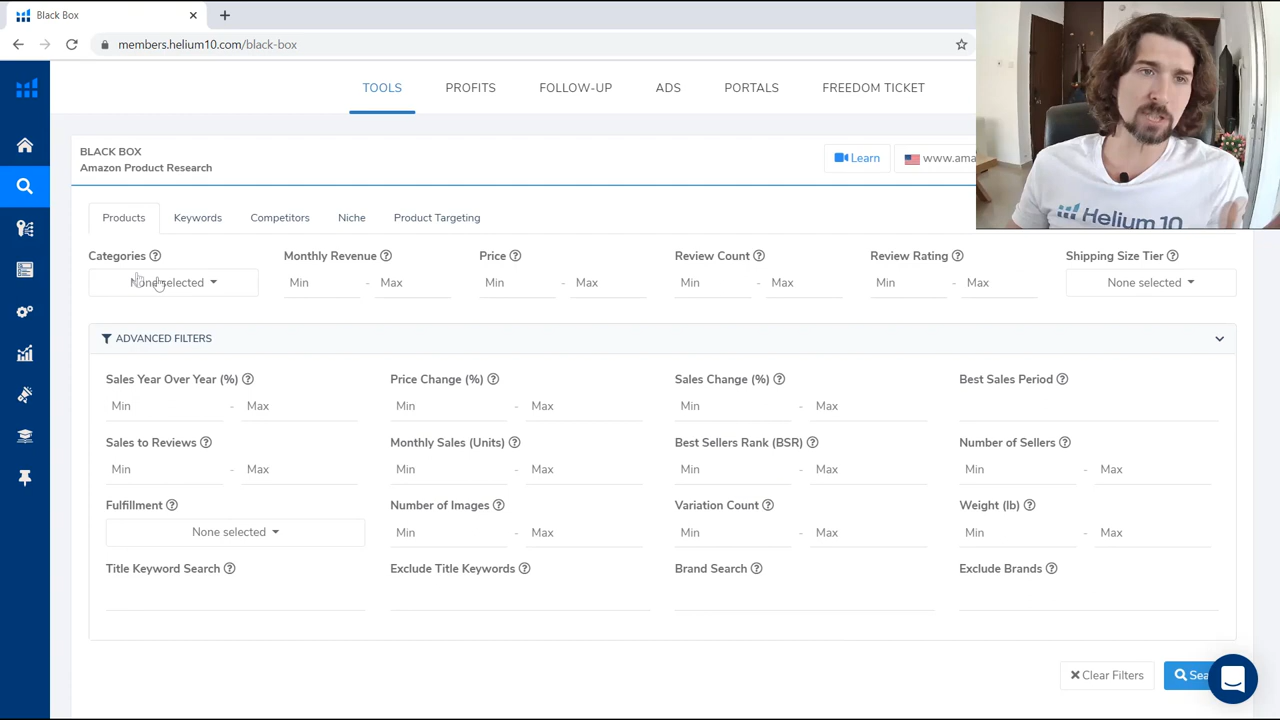 Black Box
members.helium10.com/black-box
TOOLS PROFITS FOLLOW-UP ADS PORTALS FREEDOM TICKET
BLACK BOX
Amazon Product Research
Learn www.ama
Helium 10
Products Keywords Competitors Niche Product Targeting
Categories Monthly Revenue Price Review Count Review Rating Shipping Size Tier
None selected Min - Max Min - Max Min - Max Min - Max None selected
ADVANCED FILTERS
Sales Year Over Year (%) Price Change (%) Sales Change (%) Best Sales Period
Min - Max Min - Max Min - Max
Sales to Reviews Monthly Sales (Units) Best Sellers Rank (BSR) Number of Sellers
Min - Max Min - Max Min - Max Min - Max
Fulfillment Number of Images Variation Count Weight (lb)
None selected Min - Max Min - Max Min - Max
Title Keyword Search Exclude Title Keywords Brand Search Exclude Brands
Clear Filters Sea